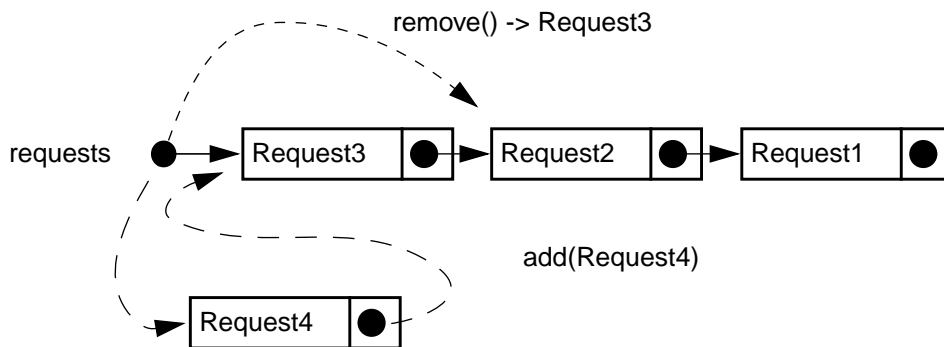 remove() -> Request3
requests
Request3
Request2
Request1
add(Request4)
Request4